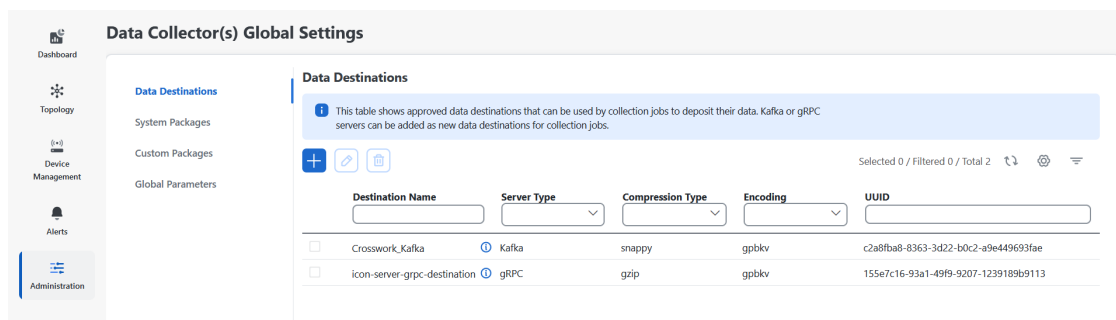 Data Collector(s) Global Settings
Dashboard
Topology
Device
Management
Alerts
Administration
Data Destinations
System Packages
Custom Packages
Global Parameters
Data Destinations
This table shows approved data destinations that can be used by collection jobs to deposit their data. Kafka or gRPC
servers can be added as new data destinations for collection jobs.
Selected 0 / Filtered 0 / Total 2
Destination Name Server Type Compression Type Encoding UUID
Crosswork_Kafka Kafka snappy gpbkv c2a8fba8-8363-3d22-b0c2-a9e449693fae
icon-server-grpc-destination gRPC gzip gpbkv 155e7c16-93a1-49f9-9207-1239189b9113